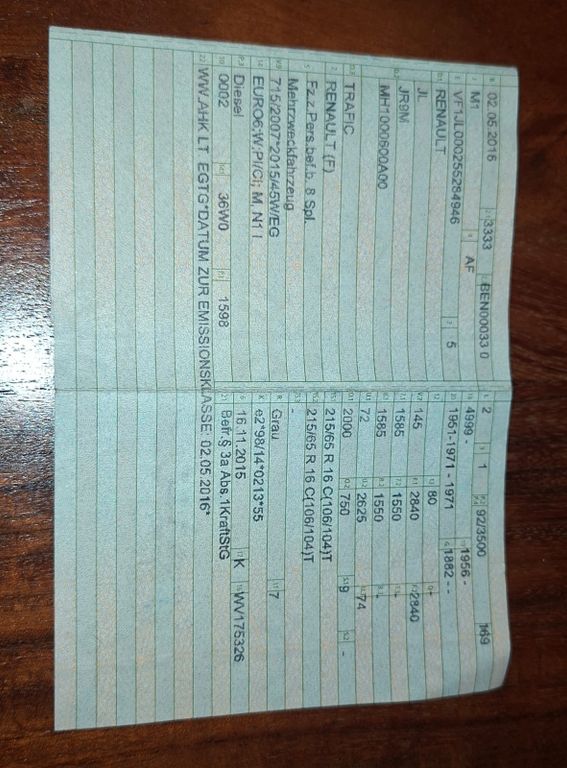 02.05.2016 3333 BEN00033 0
M1 AF
VF1JL000255284946 5
RENAULT
JL
JR9M
MH1000600A00
TRAFIC
RENAULT (F)
Fz.z.Pers.bef.b. 8 Spl.
Mehrzweckfahrzeug
715/2007*2015/45W/EG
EURO6;W;PI/CI; M, N1 I
Diesel
0002 36W0 1598
WW.AHK LT. EGTG*DATUM ZUR EMISSIONSKLASSE: 02.05.2016*
2 1 92/3500 169
4999 - 1956 -
1951-1971 - 1971 1882 - -
80
145 2840 2840
1585 1550 -
1585 1550 -
72 2625 74
2000 750 9 -
215/65 R 16 C(106/104)T
215/65 R 16 C(106/104)T
-
Grau 7
e2*98/14*0213*55
16.11.2015 K WV175326
Befr.§ 3a Abs.1KraftStG